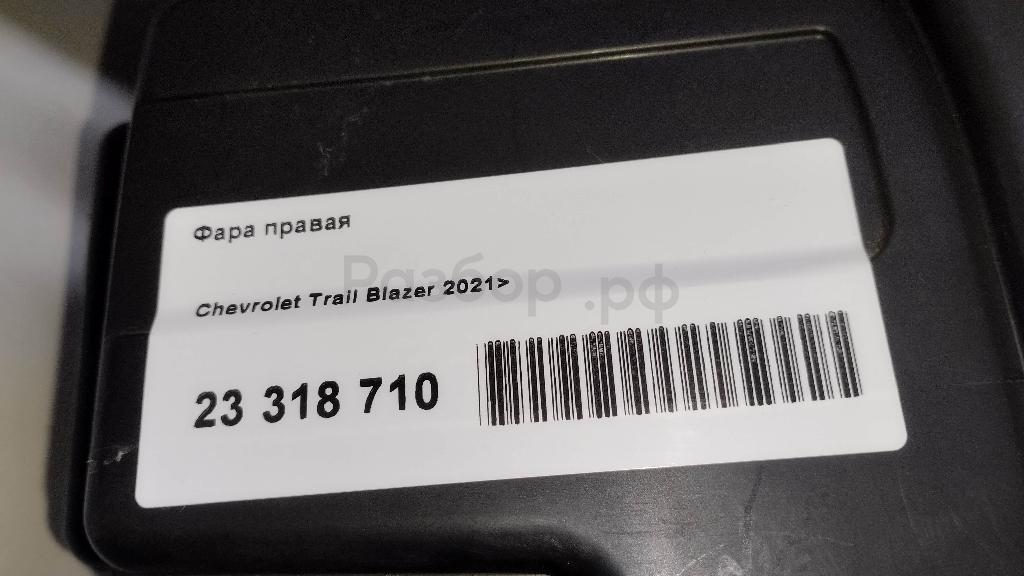 Фара правая
Разбор.рф
Chevrolet Trail Blazer 2021>
23 318 710